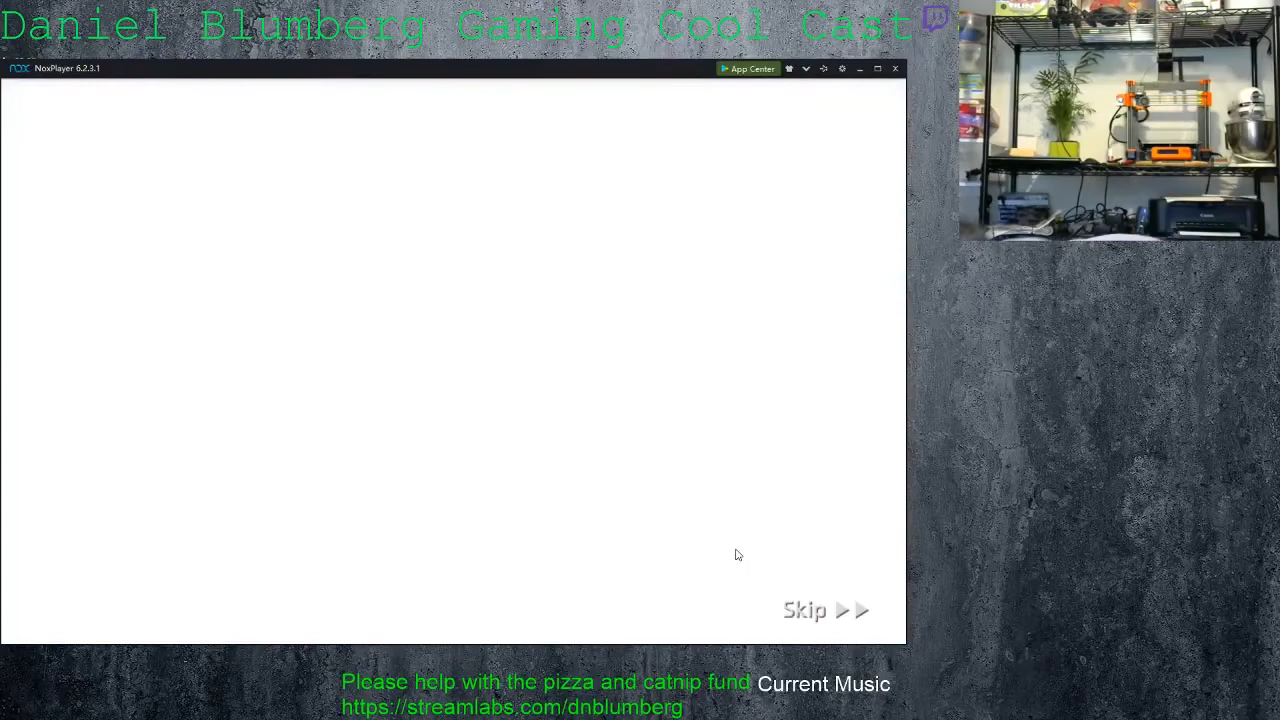 Daniel Blumberg Gaming Cool Cast
nox NoxPlayer 6.2.3.1 App Center
Skip
Please help with the pizza and catnip fund Current Music
https://streamlabs.com/dnblumberg